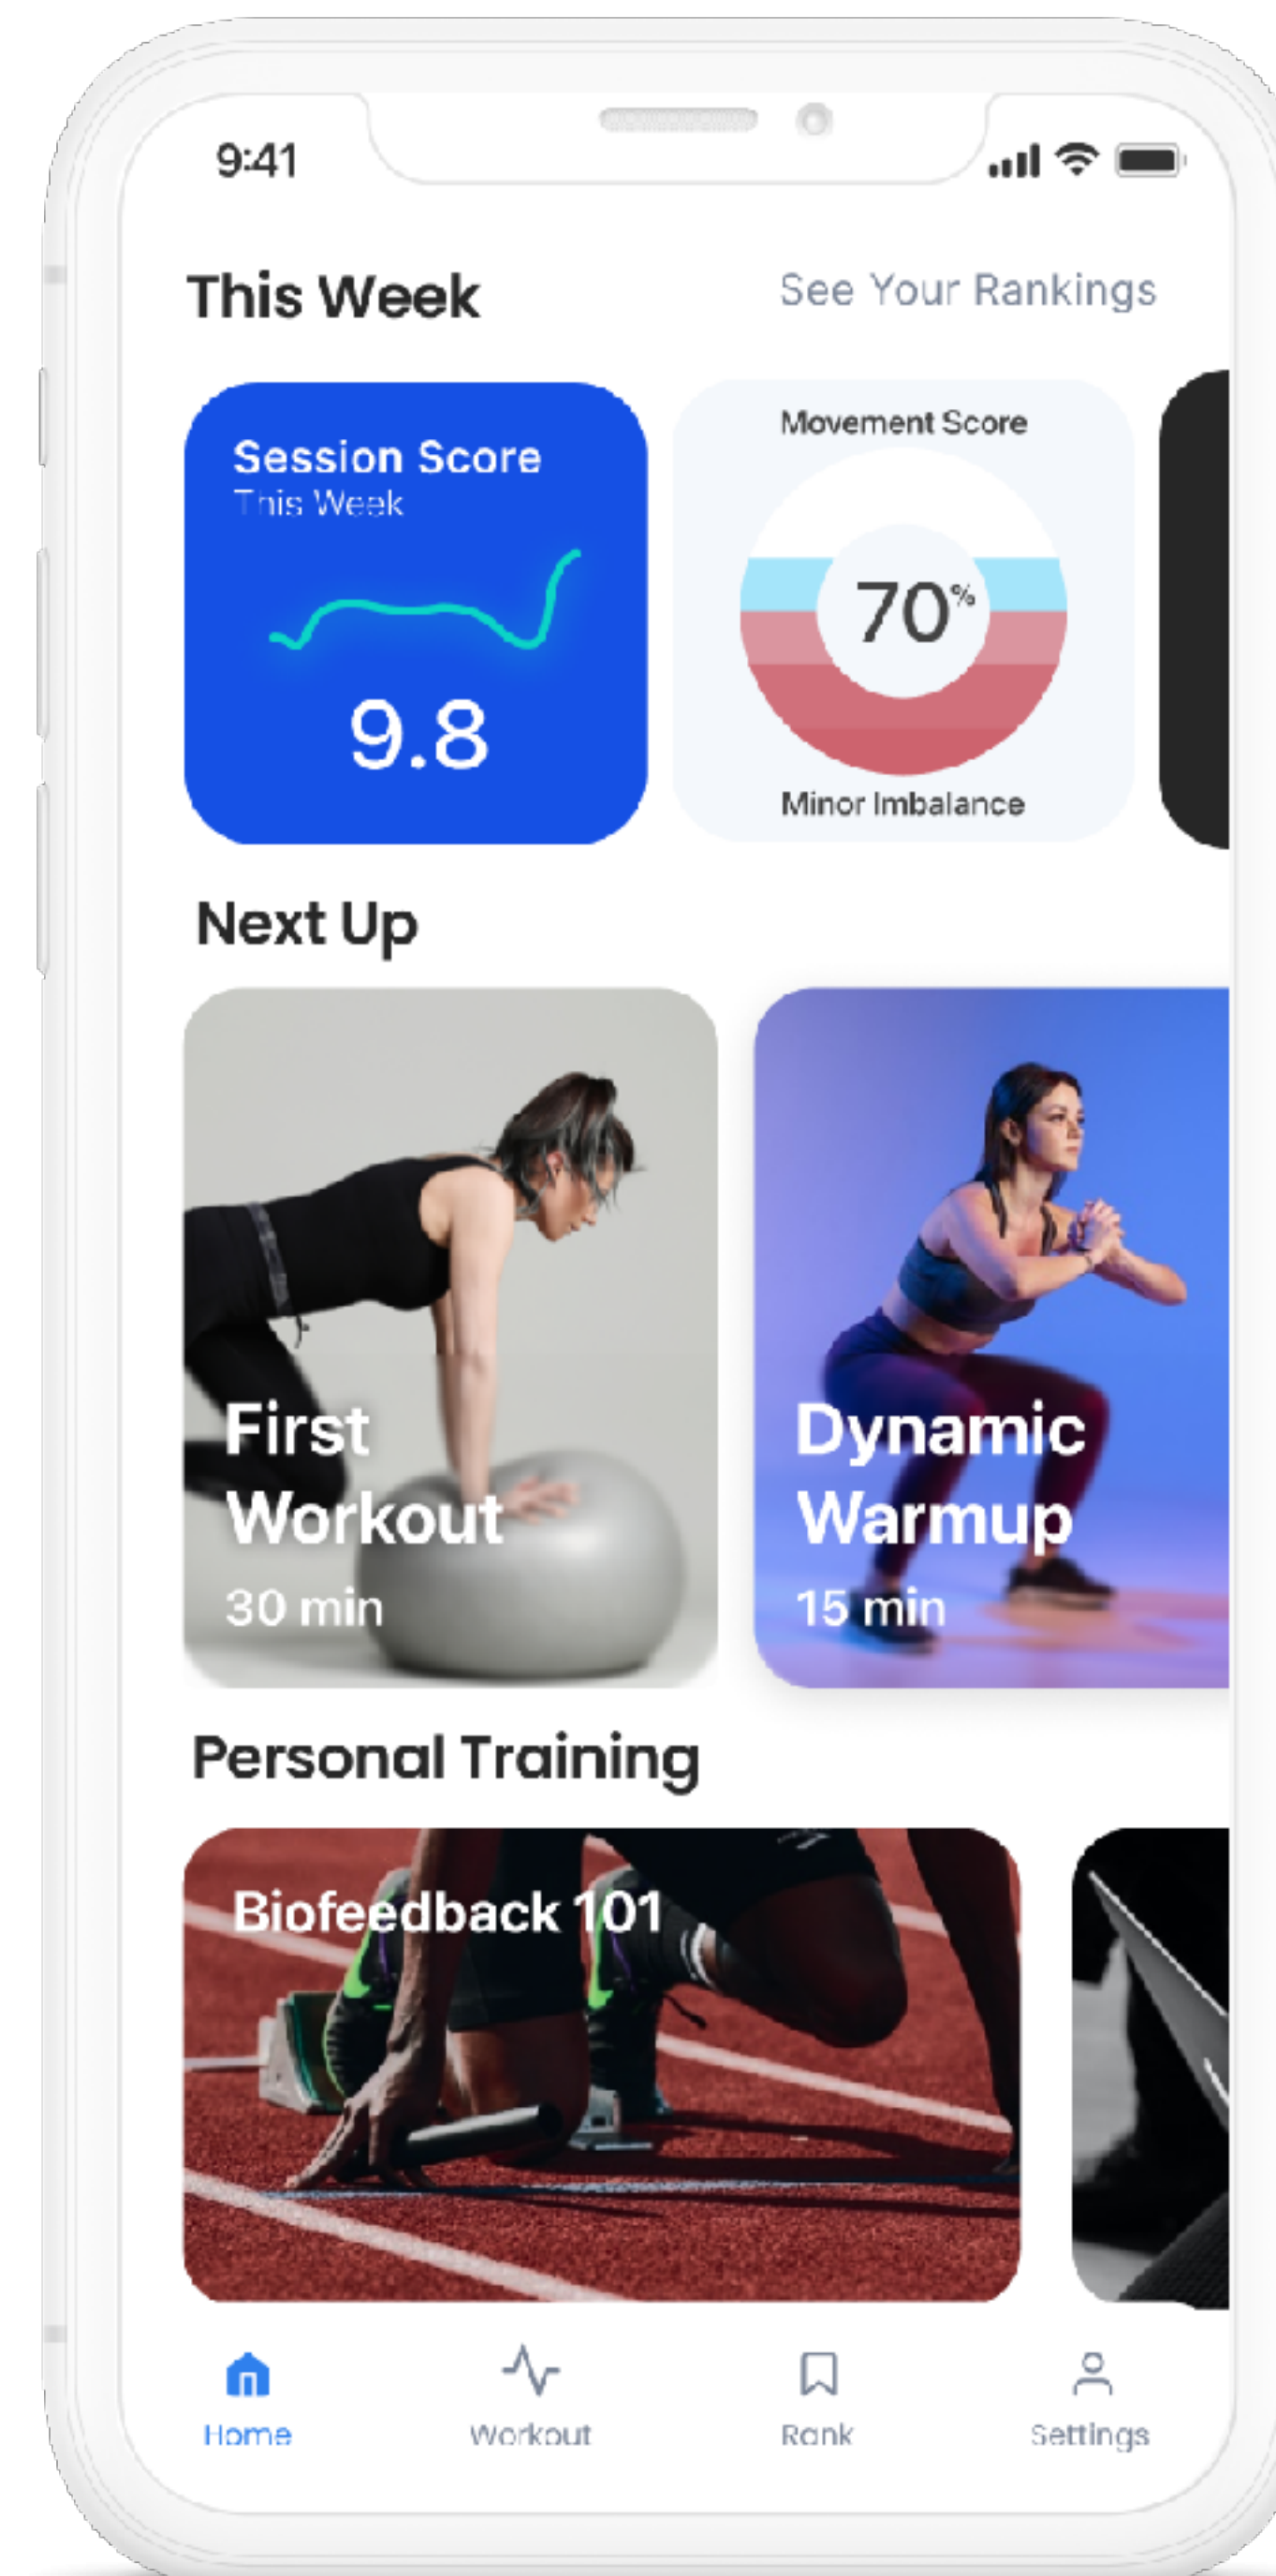 9:41
This Week
See Your Rankings
Session Score
This Week
9.8
Movement Score
70%
Minor Imbalance
Next Up
First
Workout
30 min
Dynamic
Warmup
15 min
Personal Training
Biofeedback 101
Home
Workout
Rank
Settings